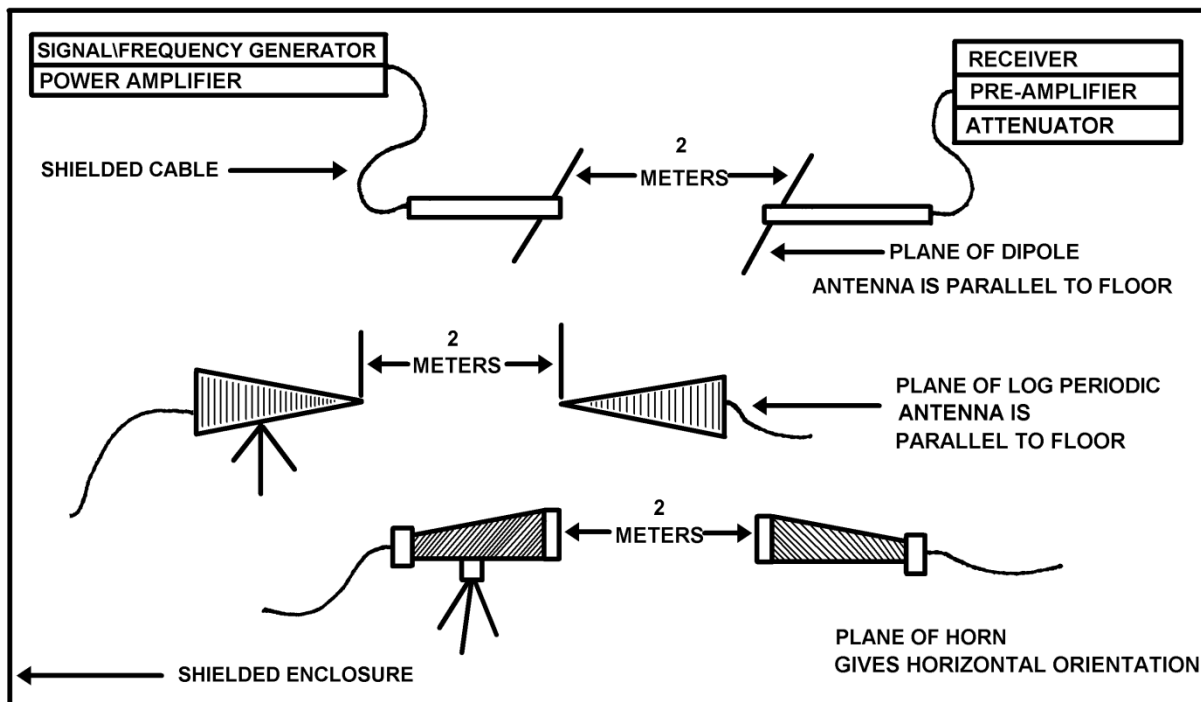 SIGNAL\FREQUENCY GENERATOR
POWER AMPLIFIER
RECEIVER
PRE-AMPLIFIER
ATTENUATOR
SHIELDED CABLE
2
METERS
PLANE OF DIPOLE
ANTENNA IS PARALLEL TO FLOOR
2
METERS
PLANE OF LOG PERIODIC
ANTENNA IS
PARALLEL TO FLOOR
2
METERS
PLANE OF HORN
GIVES HORIZONTAL ORIENTATION
SHIELDED ENCLOSURE